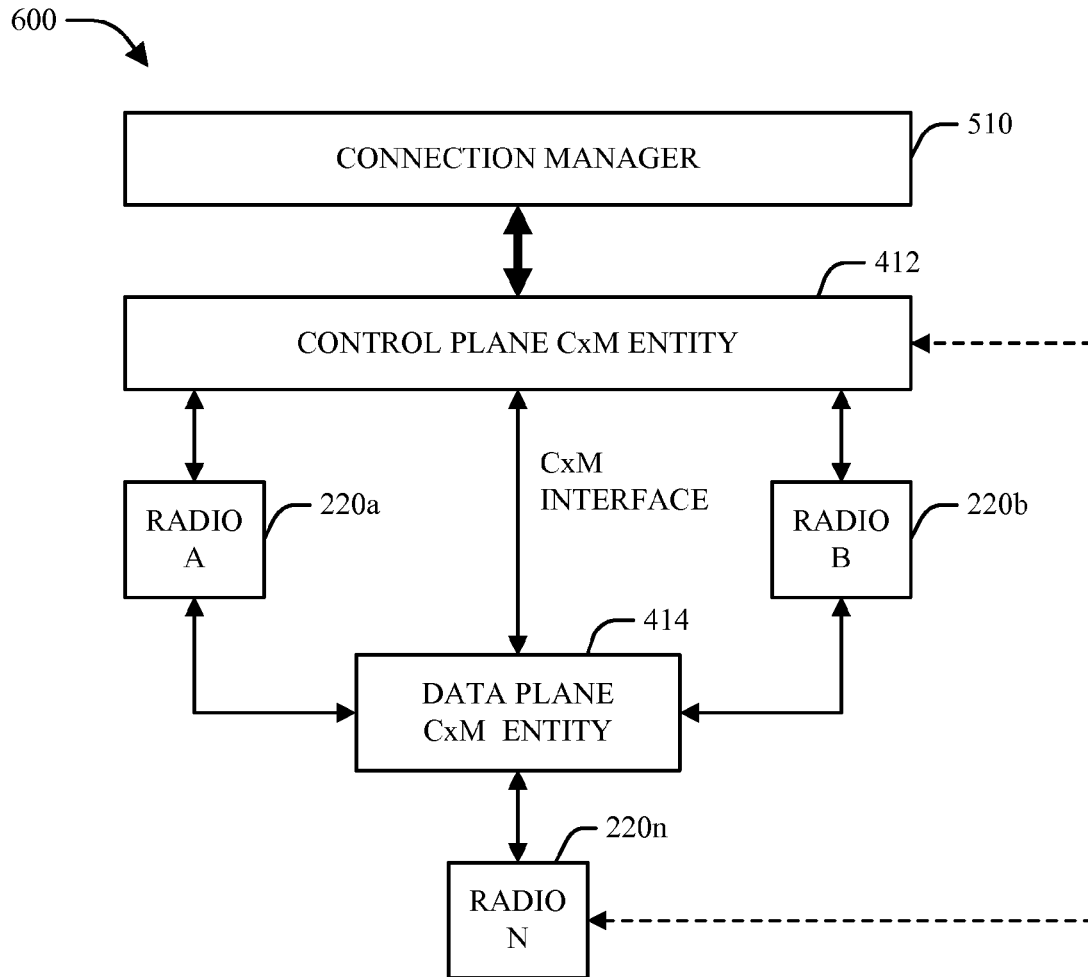 600
510
CONNECTION MANAGER
412
CONTROL PLANE CxM ENTITY
CxM
INTERFACE
220a
RADIO
A
220b
RADIO
B
414
DATA PLANE
CxM ENTITY
220n
RADIO
N